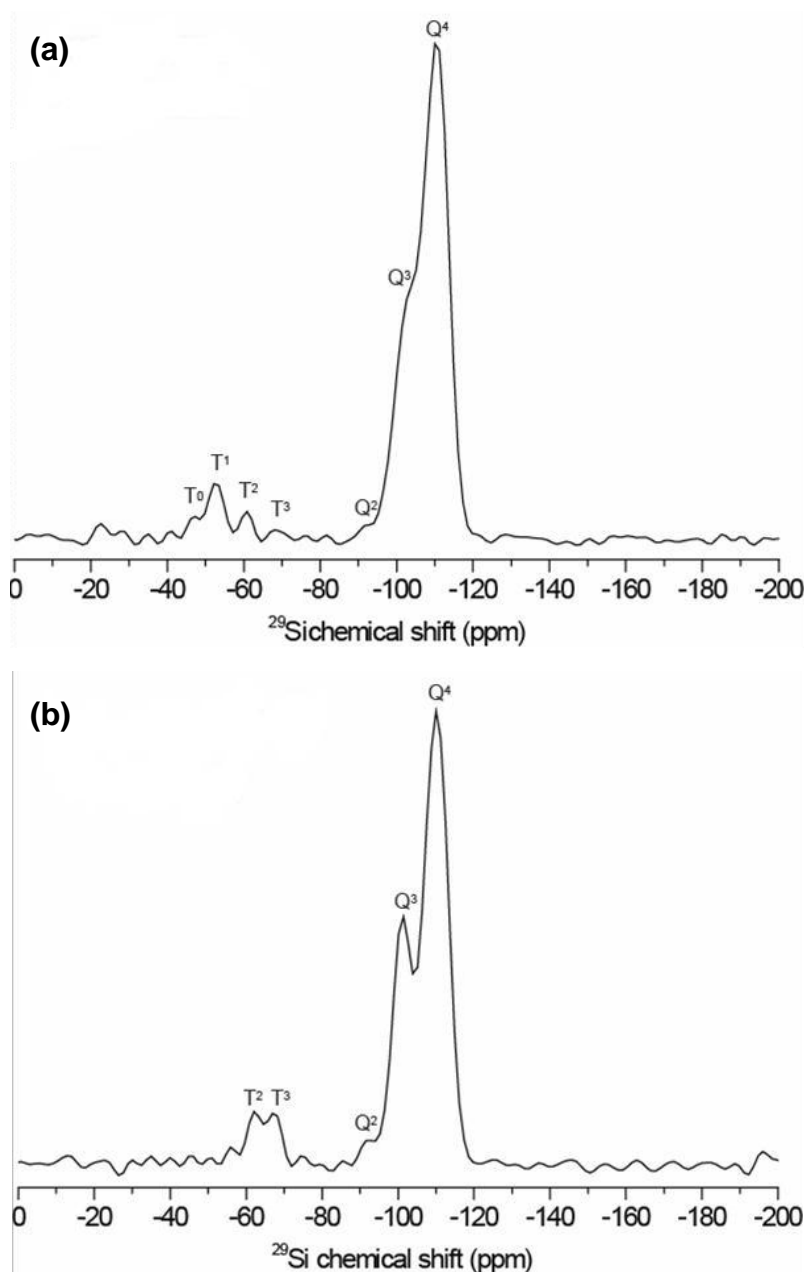 (a)
Q⁴
Q³
T¹
T⁰ T² T³ Q²
0 -20 -40 -60 -80 -100 -120 -140 -160 -180 -200
²⁹Sichemical shift (ppm)
(b)
Q⁴
Q³
T² T³ Q²
0 -20 -40 -60 -80 -100 -120 -140 -160 -180 -200
²⁹Si chemical shift (ppm)